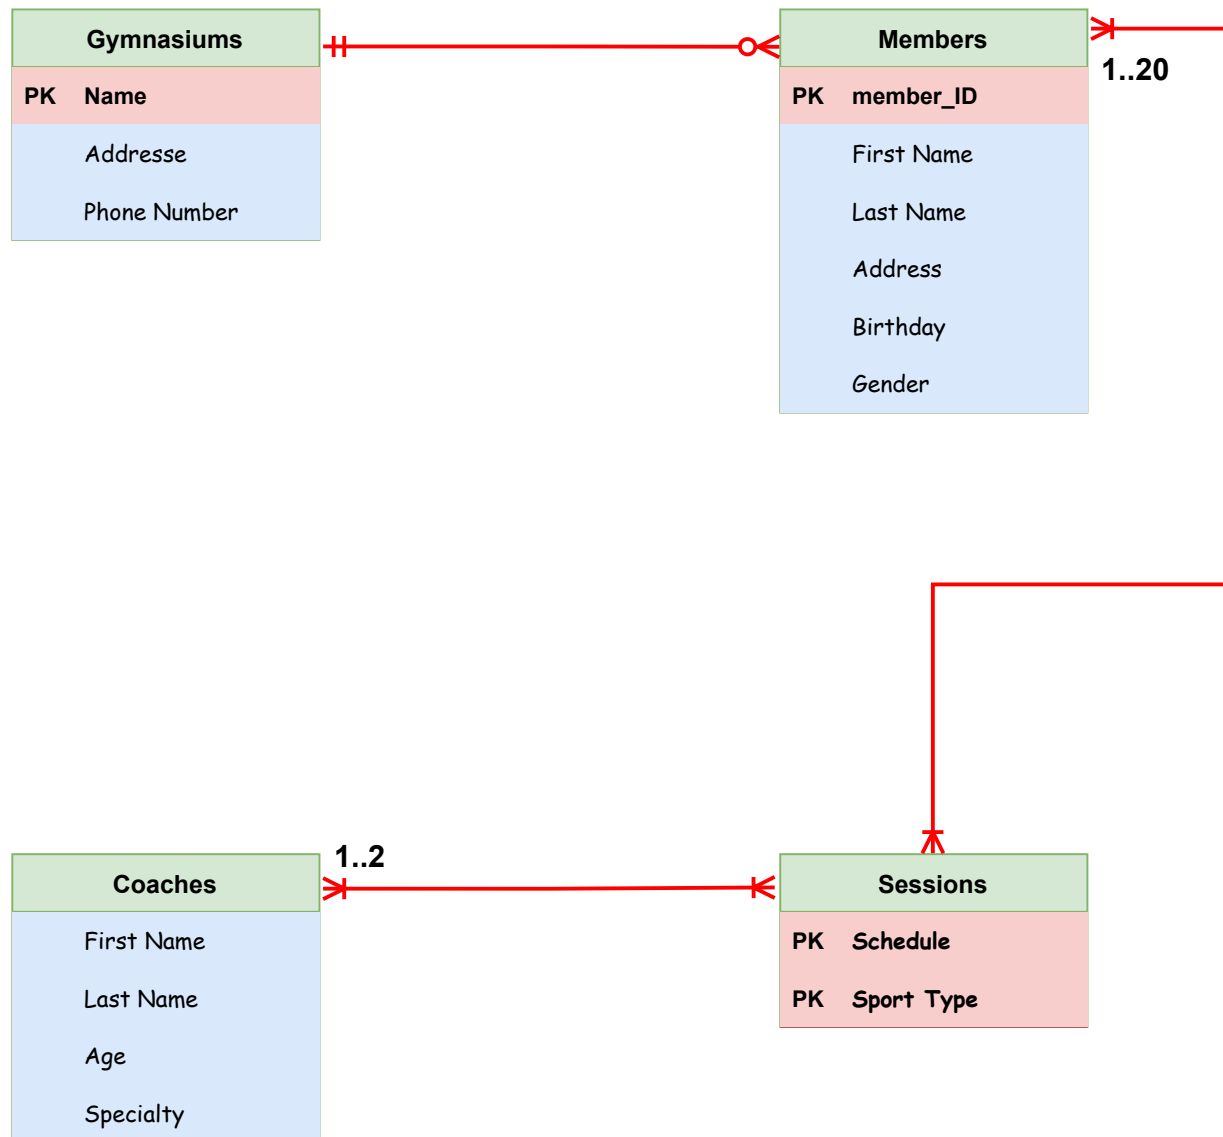 Gymnasiums
PK Name
Addresse
Phone Number
Members
PK member_ID
First Name
Last Name
Address
Birthday
Gender
1..20
1..2
Coaches
First Name
Last Name
Age
Specialty
Sessions
PK Schedule
PK Sport Type